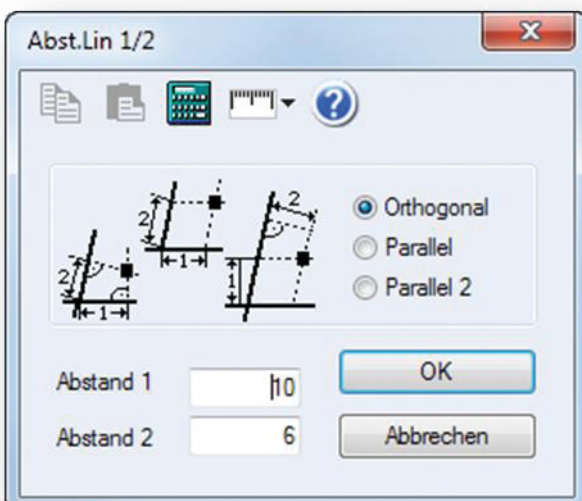 Abst.Lin 1/2
Orthogonal
Parallel
Parallel 2
2
1
2
1
2
1
Abstand 1 10
OK
Abstand 2 6
Abbrechen